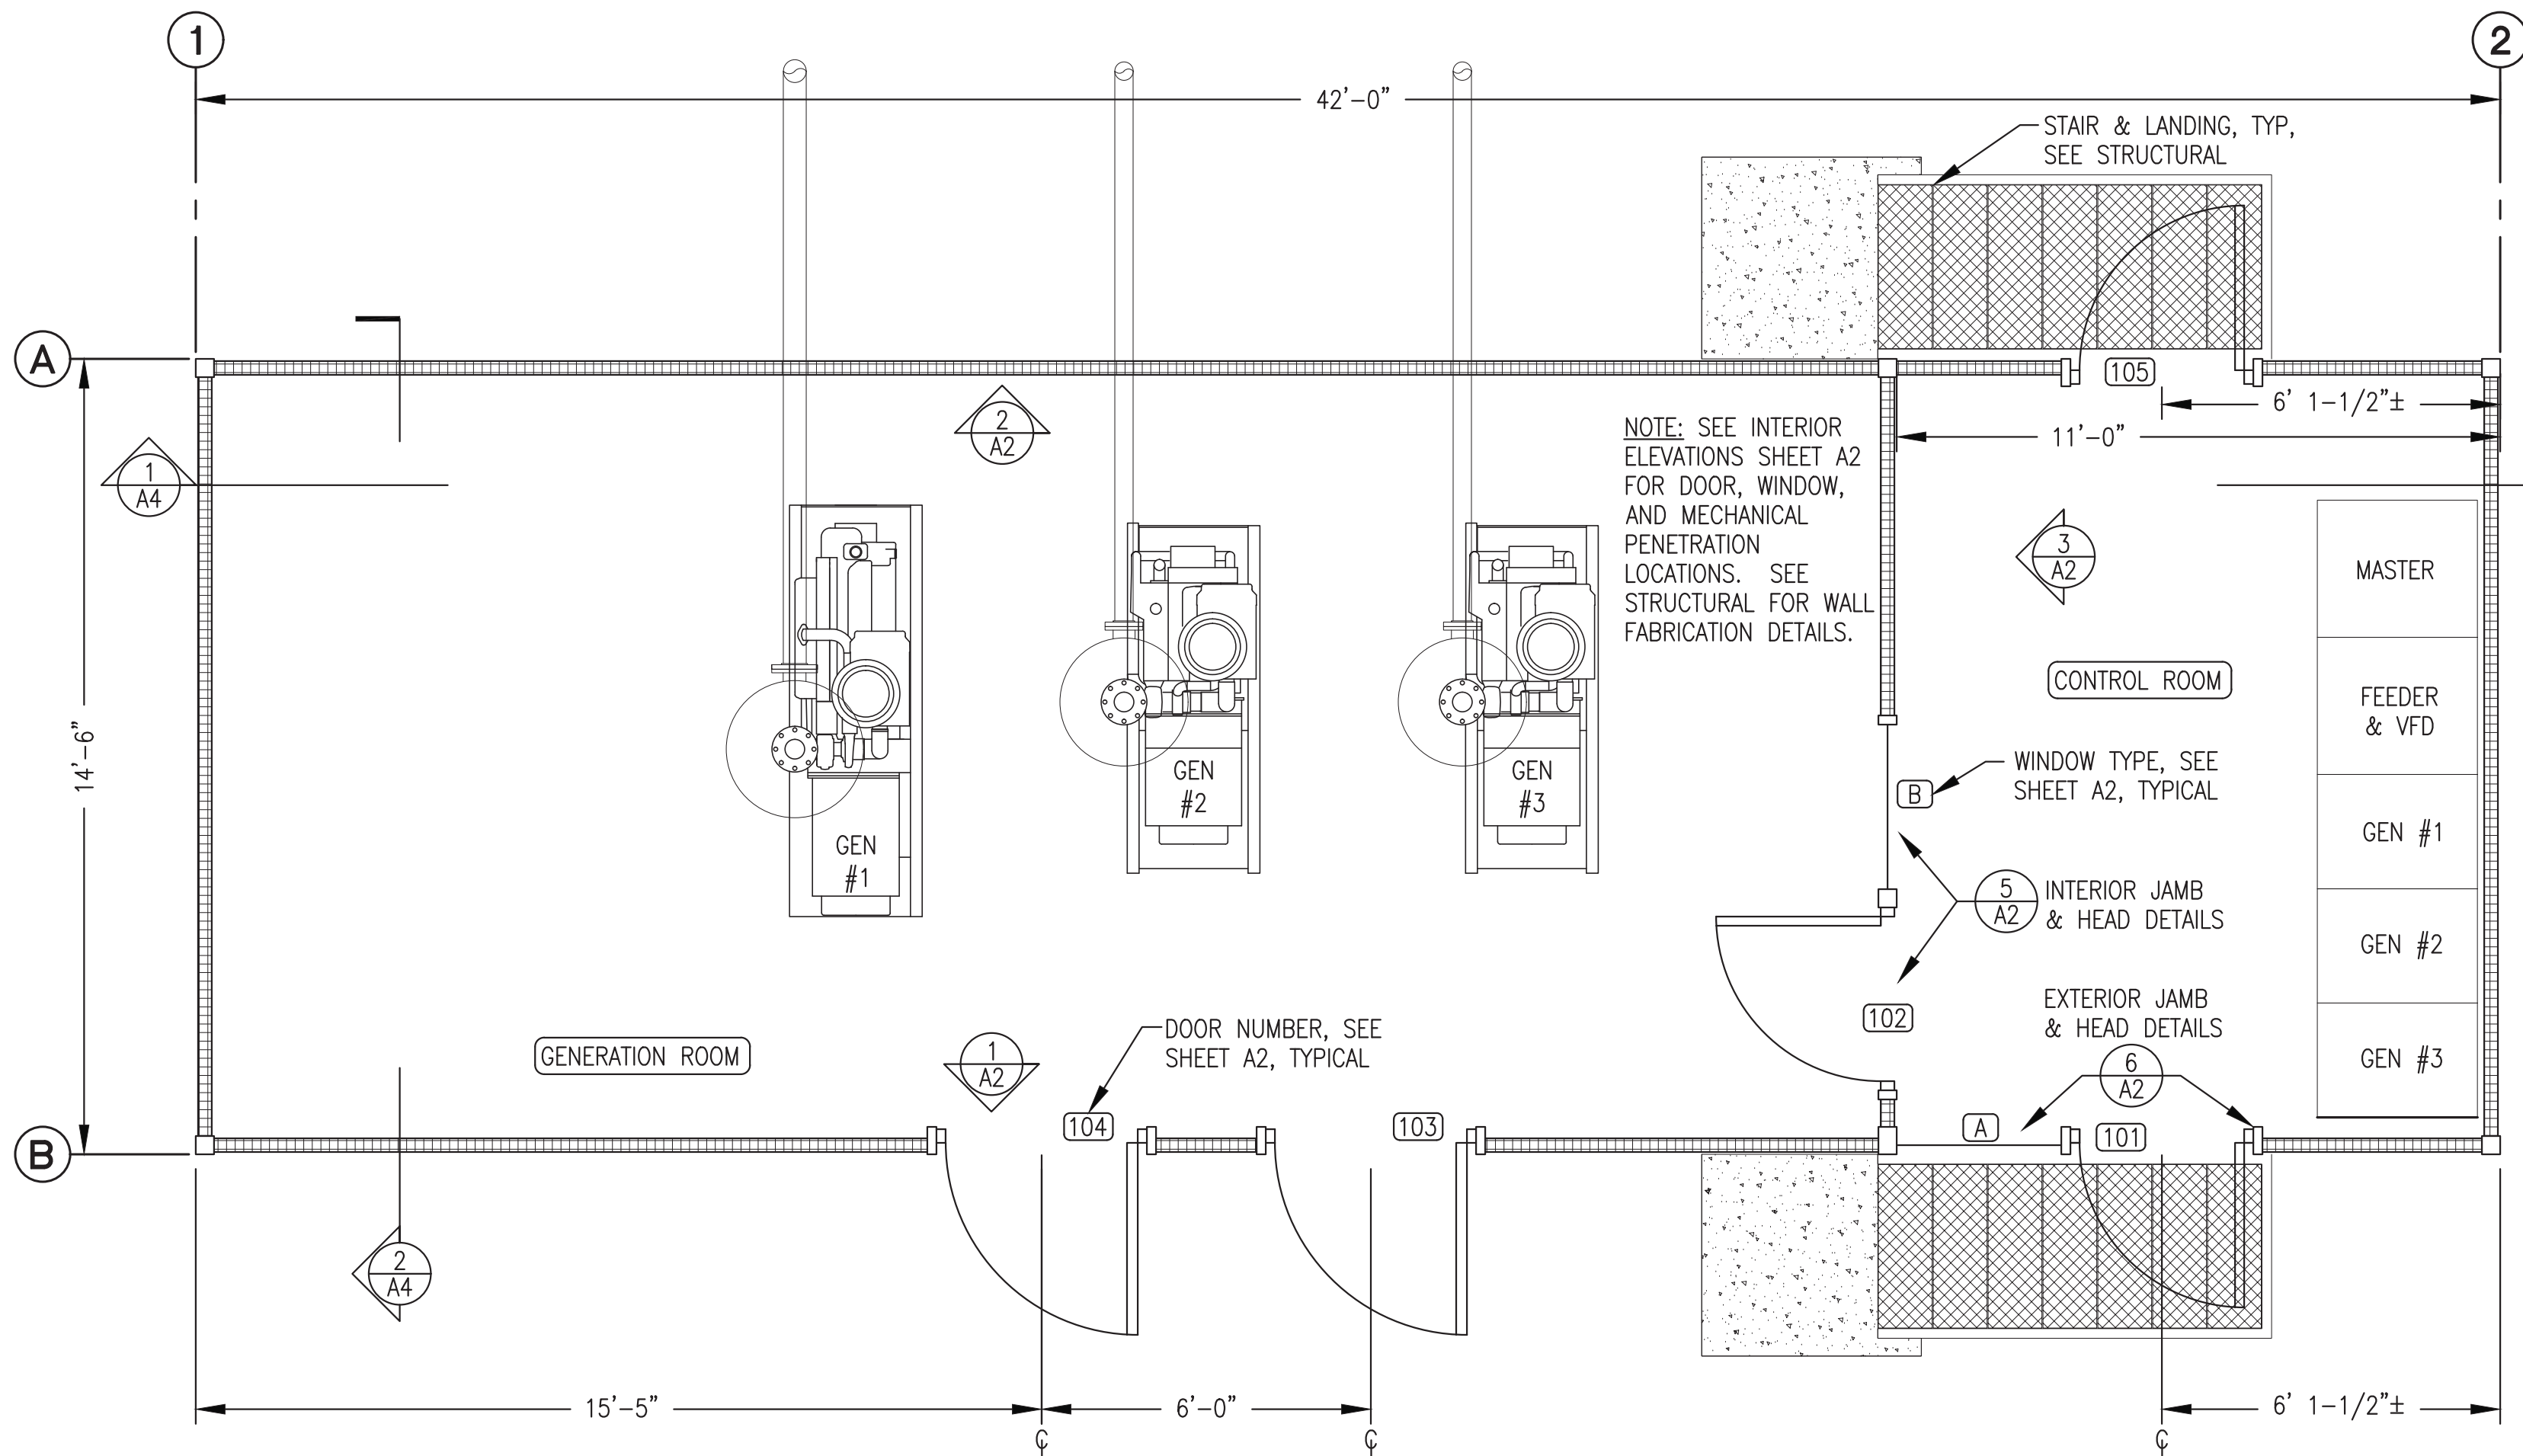 1
2
42'-0"
STAIR & LANDING, TYP,
SEE STRUCTURAL
A
105
6' 1-1/2"±
11'-0"
2
A2
NOTE: SEE INTERIOR
ELEVATIONS SHEET A2
FOR DOOR, WINDOW,
AND MECHANICAL
PENETRATION
LOCATIONS. SEE
STRUCTURAL FOR WALL
FABRICATION DETAILS.
1
A4
3
A2
MASTER
CONTROL ROOM
FEEDER
& VFD
14'-6"
WINDOW TYPE, SEE
SHEET A2, TYPICAL
B
GEN
#1
GEN
#2
GEN
#3
GEN #1
5
A2
INTERIOR JAMB
& HEAD DETAILS
GEN #2
EXTERIOR JAMB
& HEAD DETAILS
102
GENERATION ROOM
1
A2
DOOR NUMBER, SEE
SHEET A2, TYPICAL
6
A2
GEN #3
104
103
A
101
B
2
A4
15'-5"
6'-0"
6' 1-1/2"±
℄
℄
℄